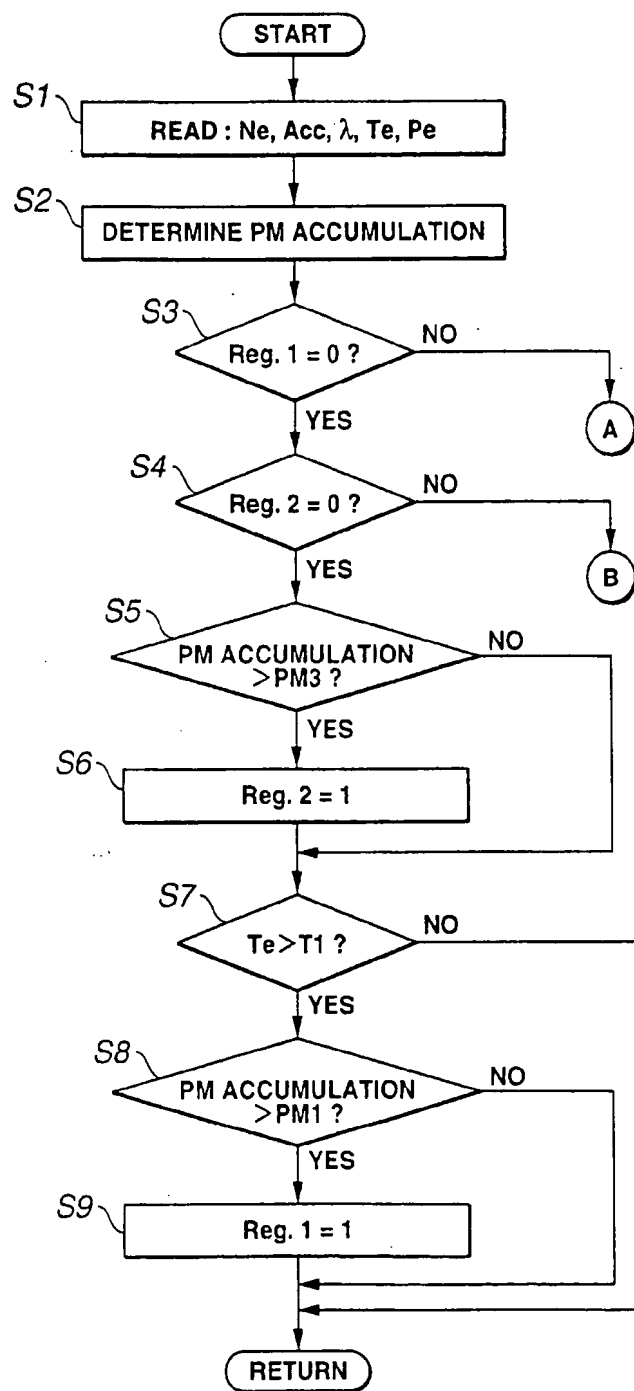 START
S1
READ : Ne, Acc, λ, Te, Pe
S2
DETERMINE PM ACCUMULATION
S3
Reg. 1 = 0 ?
NO
A
YES
S4
Reg. 2 = 0 ?
NO
B
YES
S5
PM ACCUMULATION
>PM3 ?
NO
YES
S6
Reg. 2 = 1
S7
Te>T1 ?
NO
YES
S8
PM ACCUMULATION
>PM1 ?
NO
YES
S9
Reg. 1 = 1
RETURN